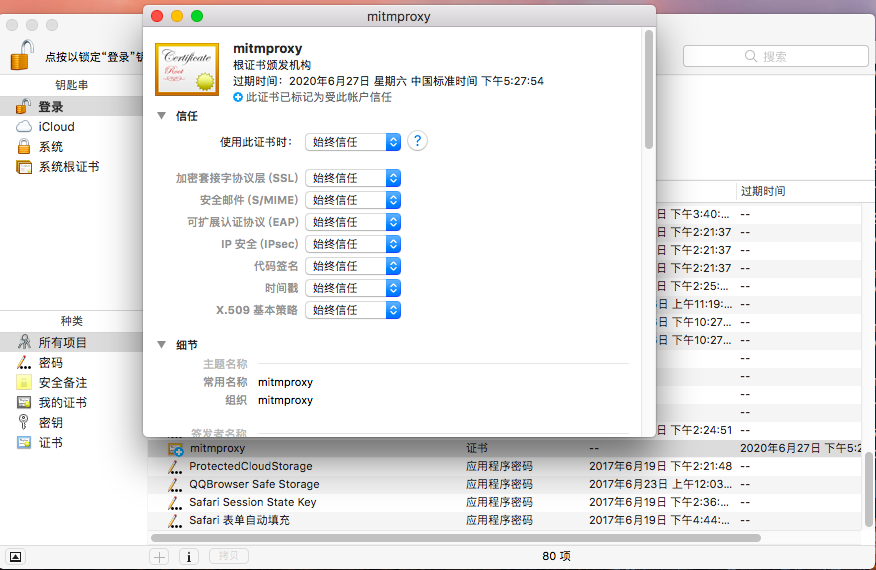 mitmproxy
点按以锁定“登录”钥
搜索
Certificate
Root
mitmproxy
根证书颁发机构
过期时间: 2020年6月27日 星期六 中国标准时间 下午5:27:54
此证书已标记为受此帐户信任
信任
使用此证书时: 始终信任 ?
加密套接字协议层 (SSL) 始终信任
安全邮件 (S/MIME) 始终信任
可扩展认证协议 (EAP) 始终信任
IP 安全 (IPsec) 始终信任
代码签名 始终信任
时间戳 始终信任
X.509 基本策略 始终信任
细节
主题名称
常用名称 mitmproxy
组织 mitmproxy
签发者名称
钥匙串
登录
iCloud
系统
系统根证书
种类
所有项目
密码
安全备注
我的证书
密钥
证书
过期时间
日 下午3:40:... --
日 下午2:21:37 --
日 下午2:21:37 --
日 下午2:21:37 --
日 下午2:25:... --
日 上午11:19:... --
日 下午10:27... --
日 下午10:27... --
--
--
--
--
日 下午2:24:51 --
mitmproxy 证书 -- 2020年6月27日 下午5:2
ProtectedCloudStorage 应用程序密码 2017年6月19日 下午2:21:48 --
QQBrowser Safe Storage 应用程序密码 2017年6月23日 上午12:03... --
Safari Session State Key 应用程序密码 2017年6月19日 下午2:36:... --
Safari 表单自动填充 应用程序密码 2017年6月19日 下午4:44:... --
拷贝
80 项